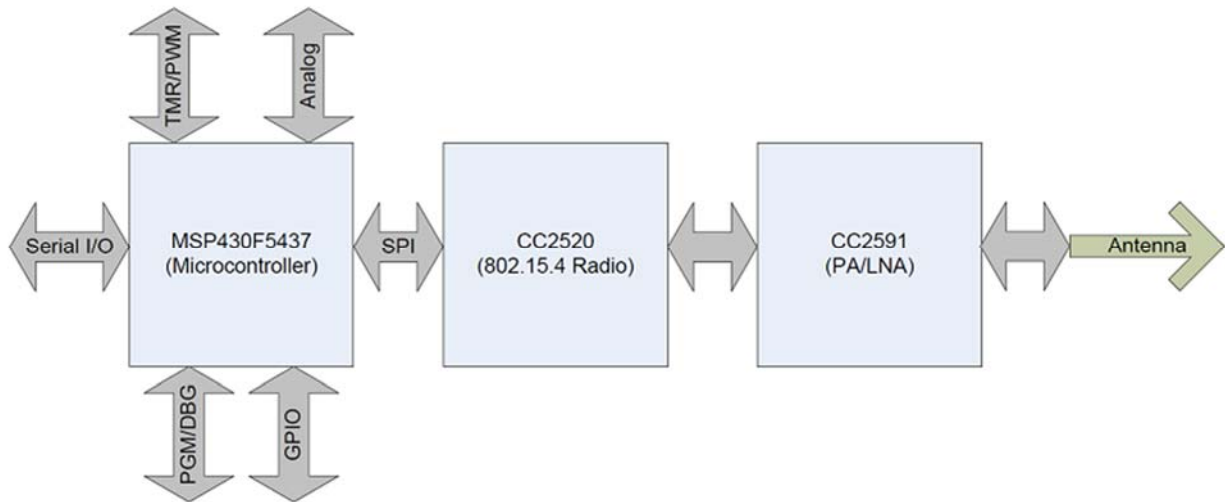 TMR/PWM
Analog
Serial I/O
MSP430F5437
(Microcontroller)
SPI
CC2520
(802.15.4 Radio)
CC2591
(PA/LNA)
Antenna
PGM/DBG
GPIO